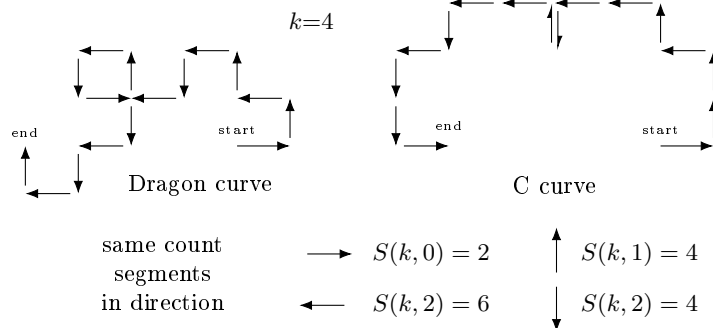 k=4
end
start
end
start
Dragon curve
C curve
same count
segments
in direction
S(k, 0) = 2
S(k, 1) = 4
S(k, 2) = 6
S(k, 2) = 4